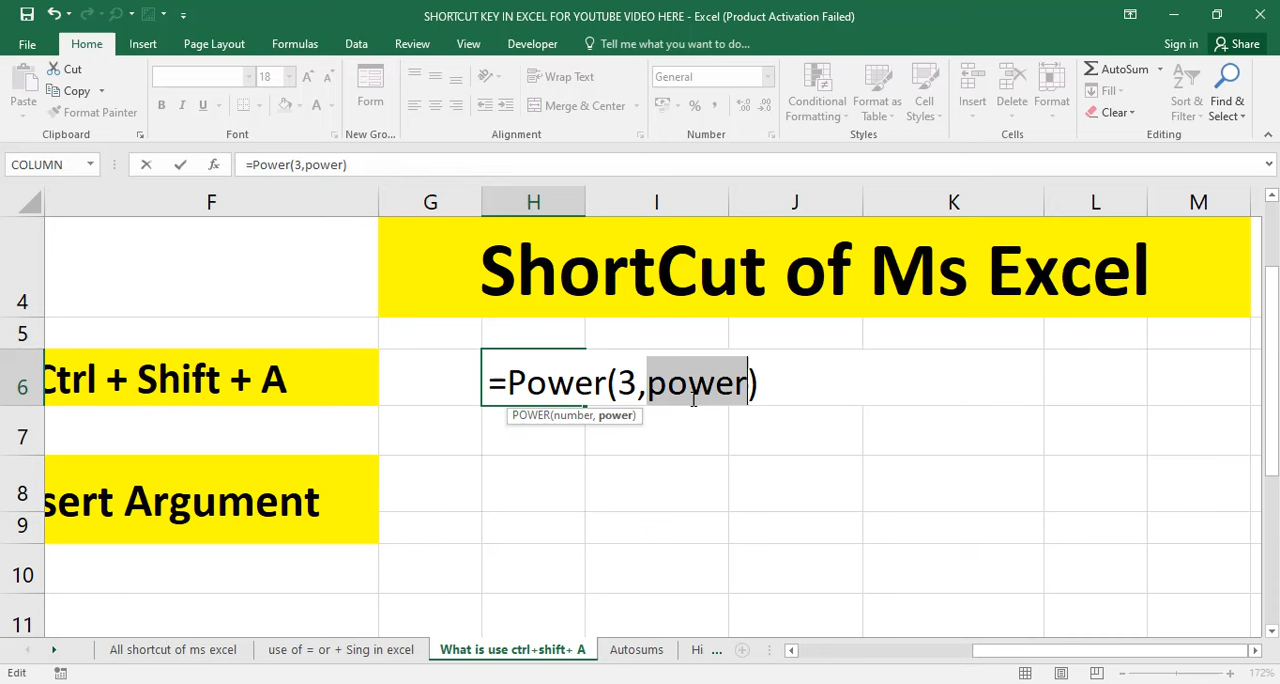 SHORTCUT KEY IN EXCEL FOR YOUTUBE VIDEO HERE - Excel (Product Activation Failed)
File Home Insert Page Layout Formulas Data Review View Developer Tell me what you want to do... Sign in Share
Paste Cut Copy Format Painter Clipboard
18 B I U A Font
Form New Gro...
Wrap Text Merge & Center Alignment
General % , Number
Conditional Formatting Format as Table Cell Styles Styles
Insert Delete Format Cells
AutoSum Fill Clear Sort & Filter Find & Select Editing
COLUMN fx =Power(3,power)
F G H I J K L M
4 ShortCut of Ms Excel
5
6 Ctrl + Shift + A =Power(3,power)
POWER(number, power)
7
8 sert Argument
9
10
11
All shortcut of ms excel use of = or + Sing in excel What is use ctrl+shift+ A Autosums Hi ...
Edit 172%